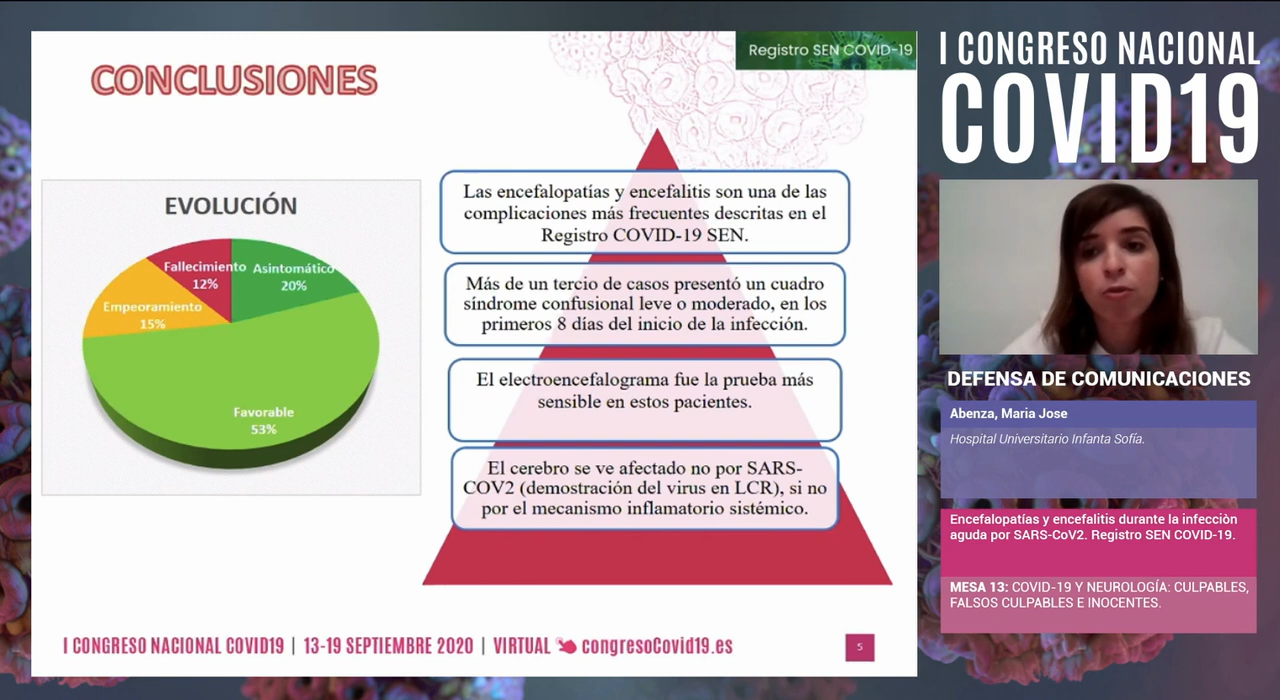 CONCLUSIONES
Registro SEN COVID-19
EVOLUCIÓN
Fallecimiento
12%
Asintomático
20%
Empeoramiento
15%
Favorable
53%
Las encefalopatías y encefalitis son una de las
complicaciones más frecuentes descritas en el
Registro COVID-19 SEN.
Más de un tercio de casos presentó un cuadro
síndrome confusional leve o moderado, en los
primeros 8 días del inicio de la infección.
El electroencefalograma fue la prueba más
sensible en estos pacientes.
El cerebro se ve afectado no por SARS-
COV2 (demostración del virus en LCR), si no
por el mecanismo inflamatorio sistémico.
I CONGRESO NACIONAL COVID19 | 13-19 SEPTIEMBRE 2020 | VIRTUAL congresoCovid19.es
5
I CONGRESO NACIONAL
COVID19
DEFENSA DE COMUNICACIONES
Abenza, Maria Jose
Hospital Universitario Infanta Sofía.
Encefalopatías y encefalitis durante la infecciòn
aguda por SARS-CoV2. Registro SEN COVID-19.
MESA 13: COVID-19 Y NEUROLOGÍA: CULPABLES,
FALSOS CULPABLES E INOCENTES.